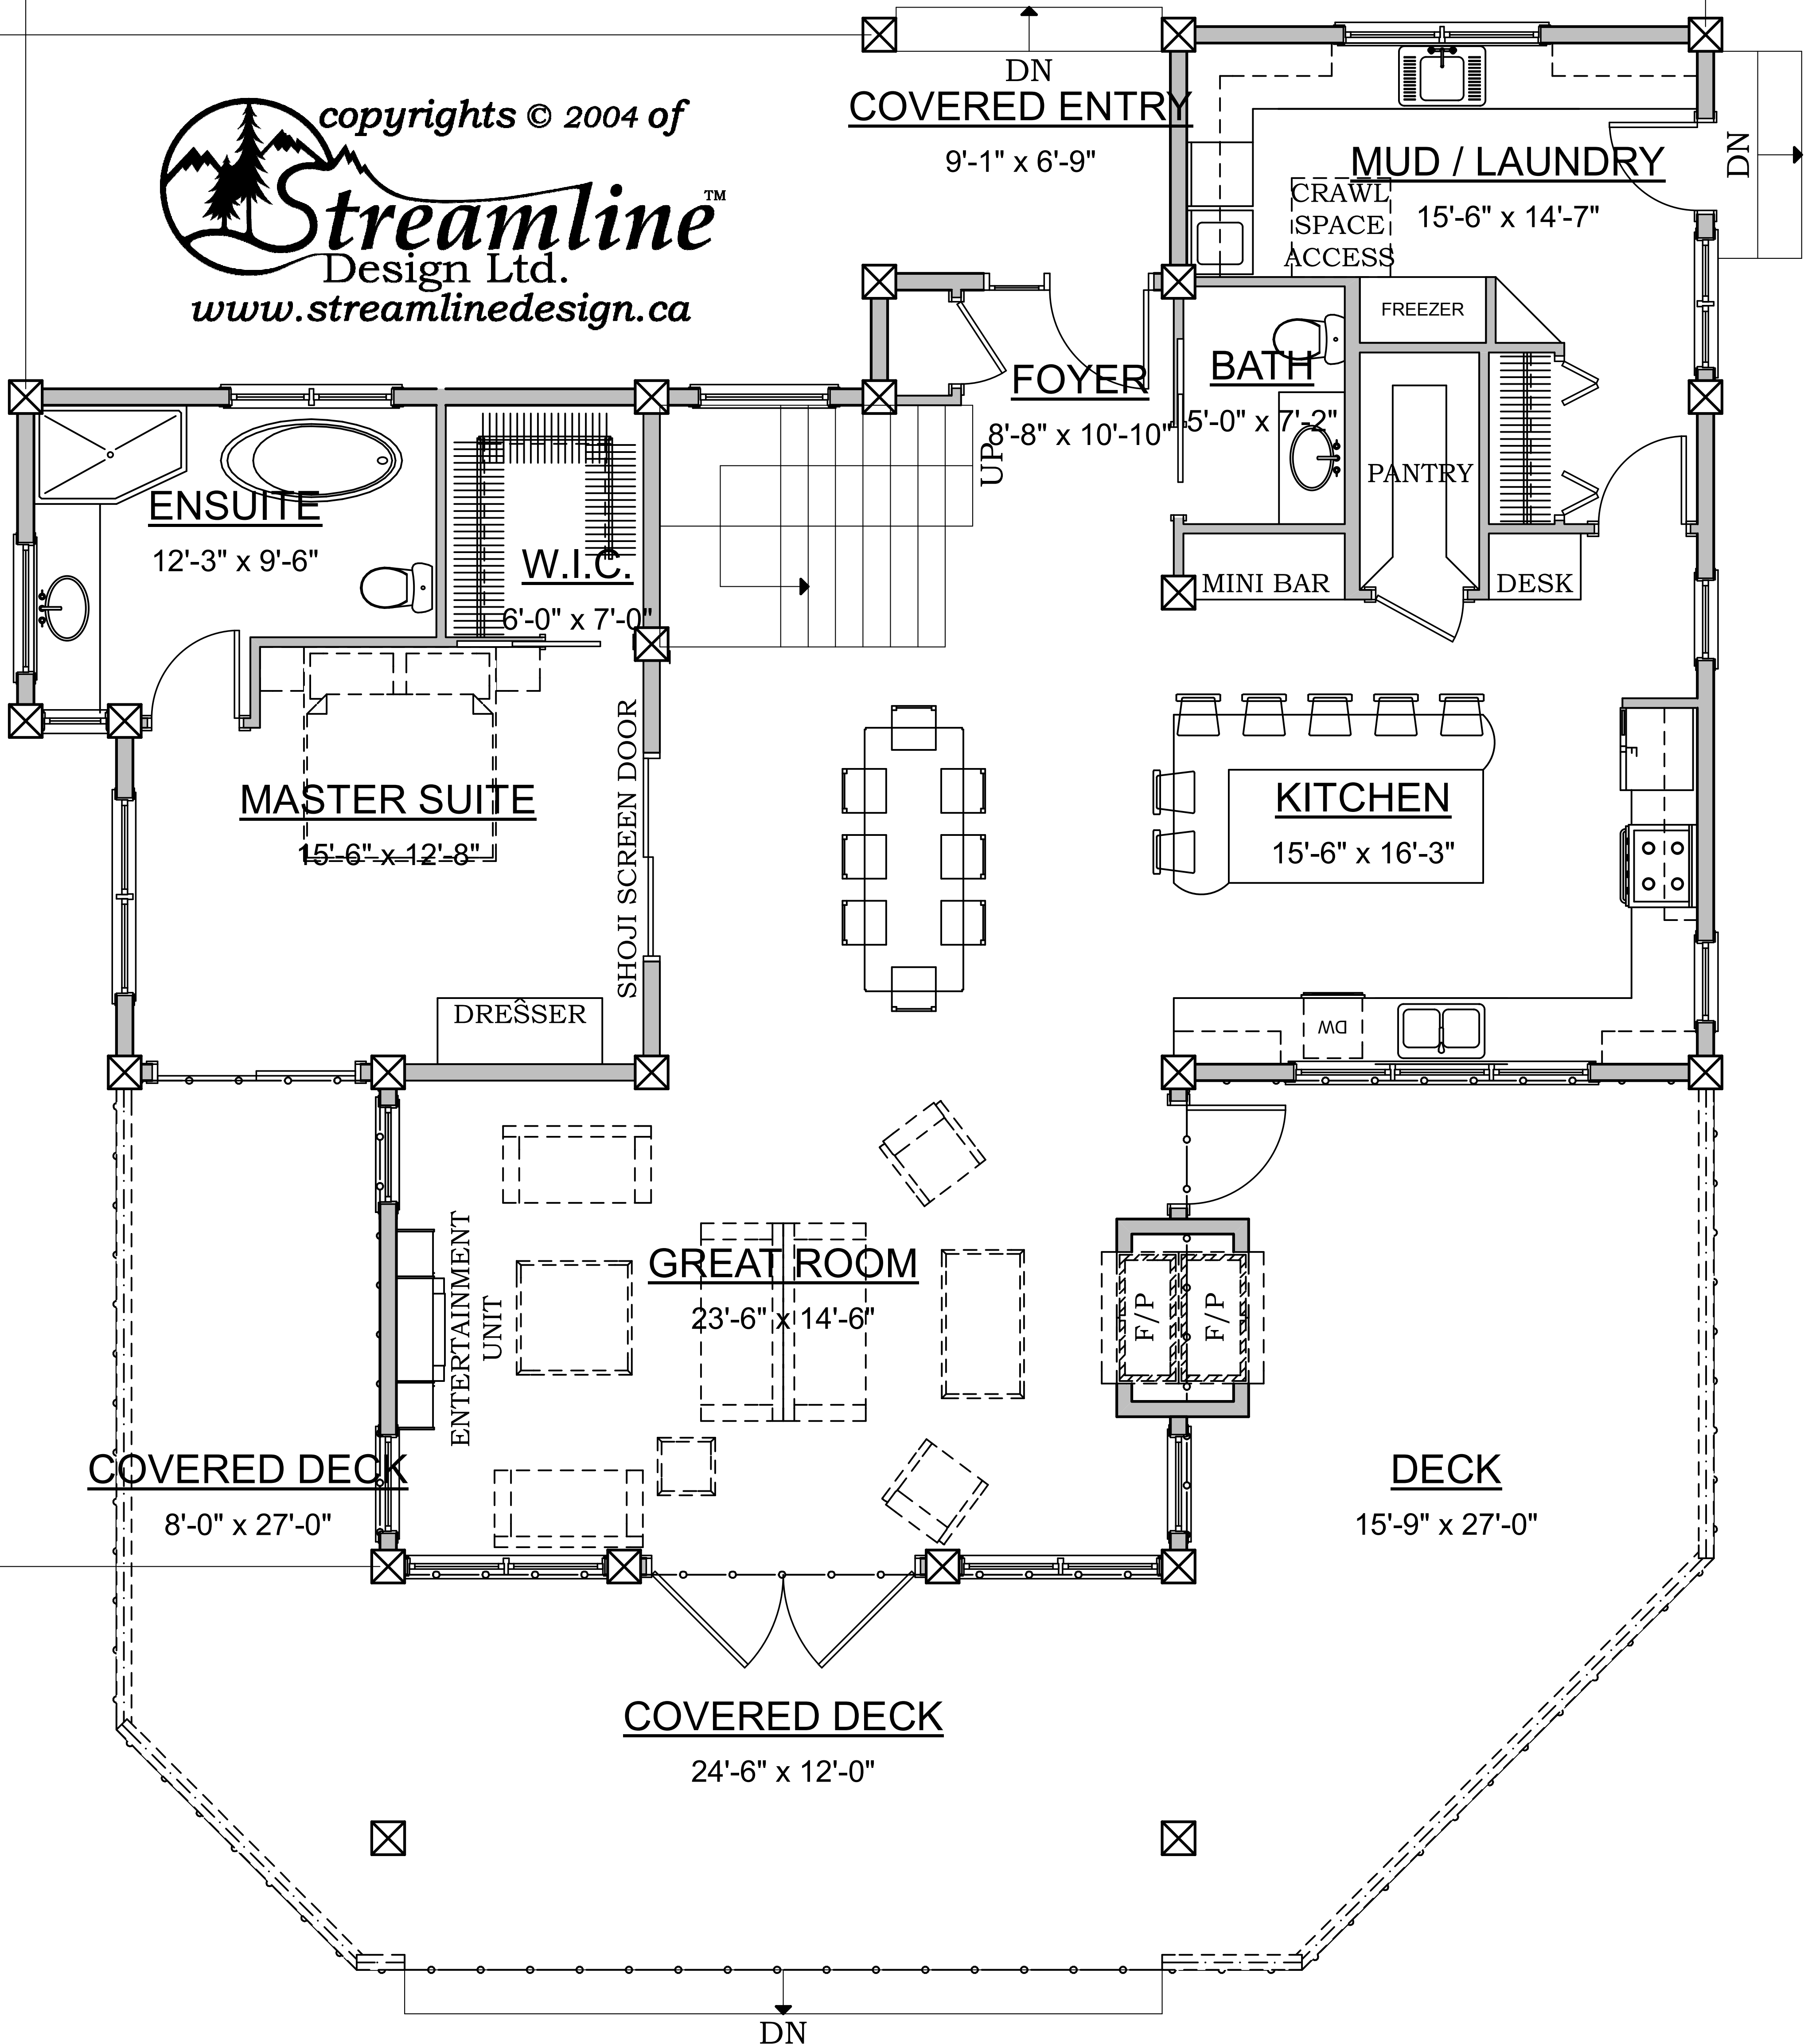 DN
copyrights © 2004 of
Streamline™
Design Ltd.
www.streamlinedesign.ca
COVERED ENTRY
9'-1" x 6'-9"
MUD / LAUNDRY
15'-6" x 14'-7"
DN
CRAWL
SPACE
ACCESS
FREEZER
FOYER
8'-8" x 10'-10"
BATH
5'-0" x 7'-2"
UP
PANTRY
ENSUITE
12'-3" x 9'-6"
W.I.C.
6'-0" x 7'-0"
MINI BAR
DESK
MASTER SUITE
15'-6" x 12'-8"
SHOJI SCREEN DOOR
KITCHEN
15'-6" x 16'-3"
DRESSER
DW
ENTERTAINMENT
UNIT
GREAT ROOM
23'-6" x 14'-6"
F/P
F/P
COVERED DECK
8'-0" x 27'-0"
DECK
15'-9" x 27'-0"
COVERED DECK
24'-6" x 12'-0"
DN